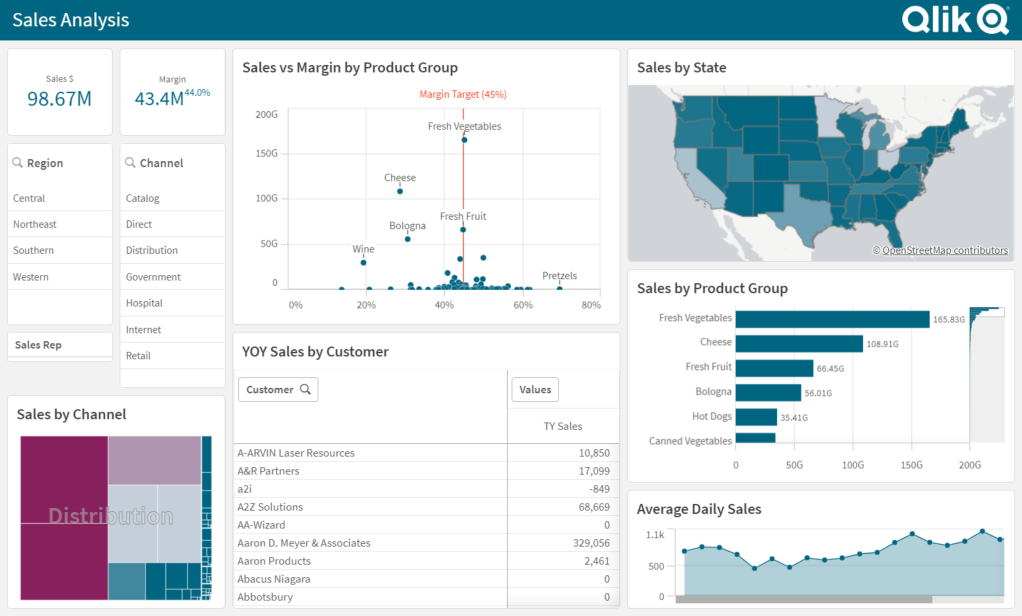 Sales Analysis
Qlik
Sales $
98.67M
Margin
43.4M 44.0%
Region
Central
Northeast
Southern
Western
Sales Rep
Channel
Catalog
Direct
Distribution
Government
Hospital
Internet
Retail
Sales by Channel
Distribution
Sales vs Margin by Product Group
Margin Target (45%)
200G
150G
100G
50G
0
Fresh Vegetables
Cheese
Fresh Fruit
Bologna
Wine
Pretzels
0% 20% 40% 60% 80%
YOY Sales by Customer
Customer Values
TY Sales
A-ARVIN Laser Resources 10,850
A&R Partners 17,099
a2i -849
A2Z Solutions 68,669
AA-Wizard 0
Aaron D. Meyer & Associates 329,056
Aaron Products 2,461
Abacus Niagara 0
Abbotsbury 0
Sales by State
© OpenStreetMap contributors
Sales by Product Group
Fresh Vegetables 165.83G
Cheese 108.91G
Fresh Fruit 66.45G
Bologna 56.01G
Hot Dogs 35.41G
Canned Vegetables
0 50G 100G 150G 200G
Average Daily Sales
1.1k
500
0